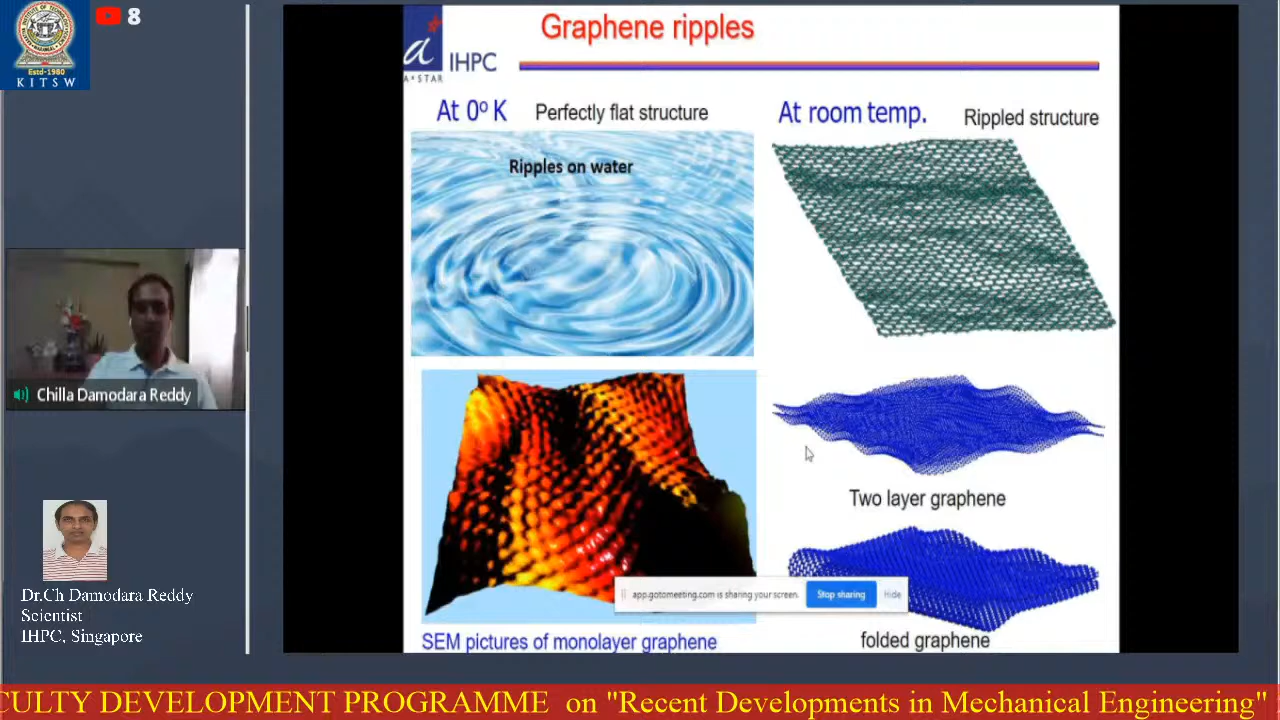 Estd-1980
K I T S W
8
Graphene ripples
a
A*STAR
IHPC
At 0º K
Perfectly flat structure
At room temp.
Rippled structure
Ripples on water
Chilla Damodara Reddy
Two layer graphene
app.gotomeeting.com is sharing your screen.
Stop sharing
Hide
SEM pictures of monolayer graphene
folded graphene
Dr.Ch Damodara Reddy
Scientist
IHPC, Singapore
CULTY DEVELOPMENT PROGRAMME on "Recent Developments in Mechanical Engineering"